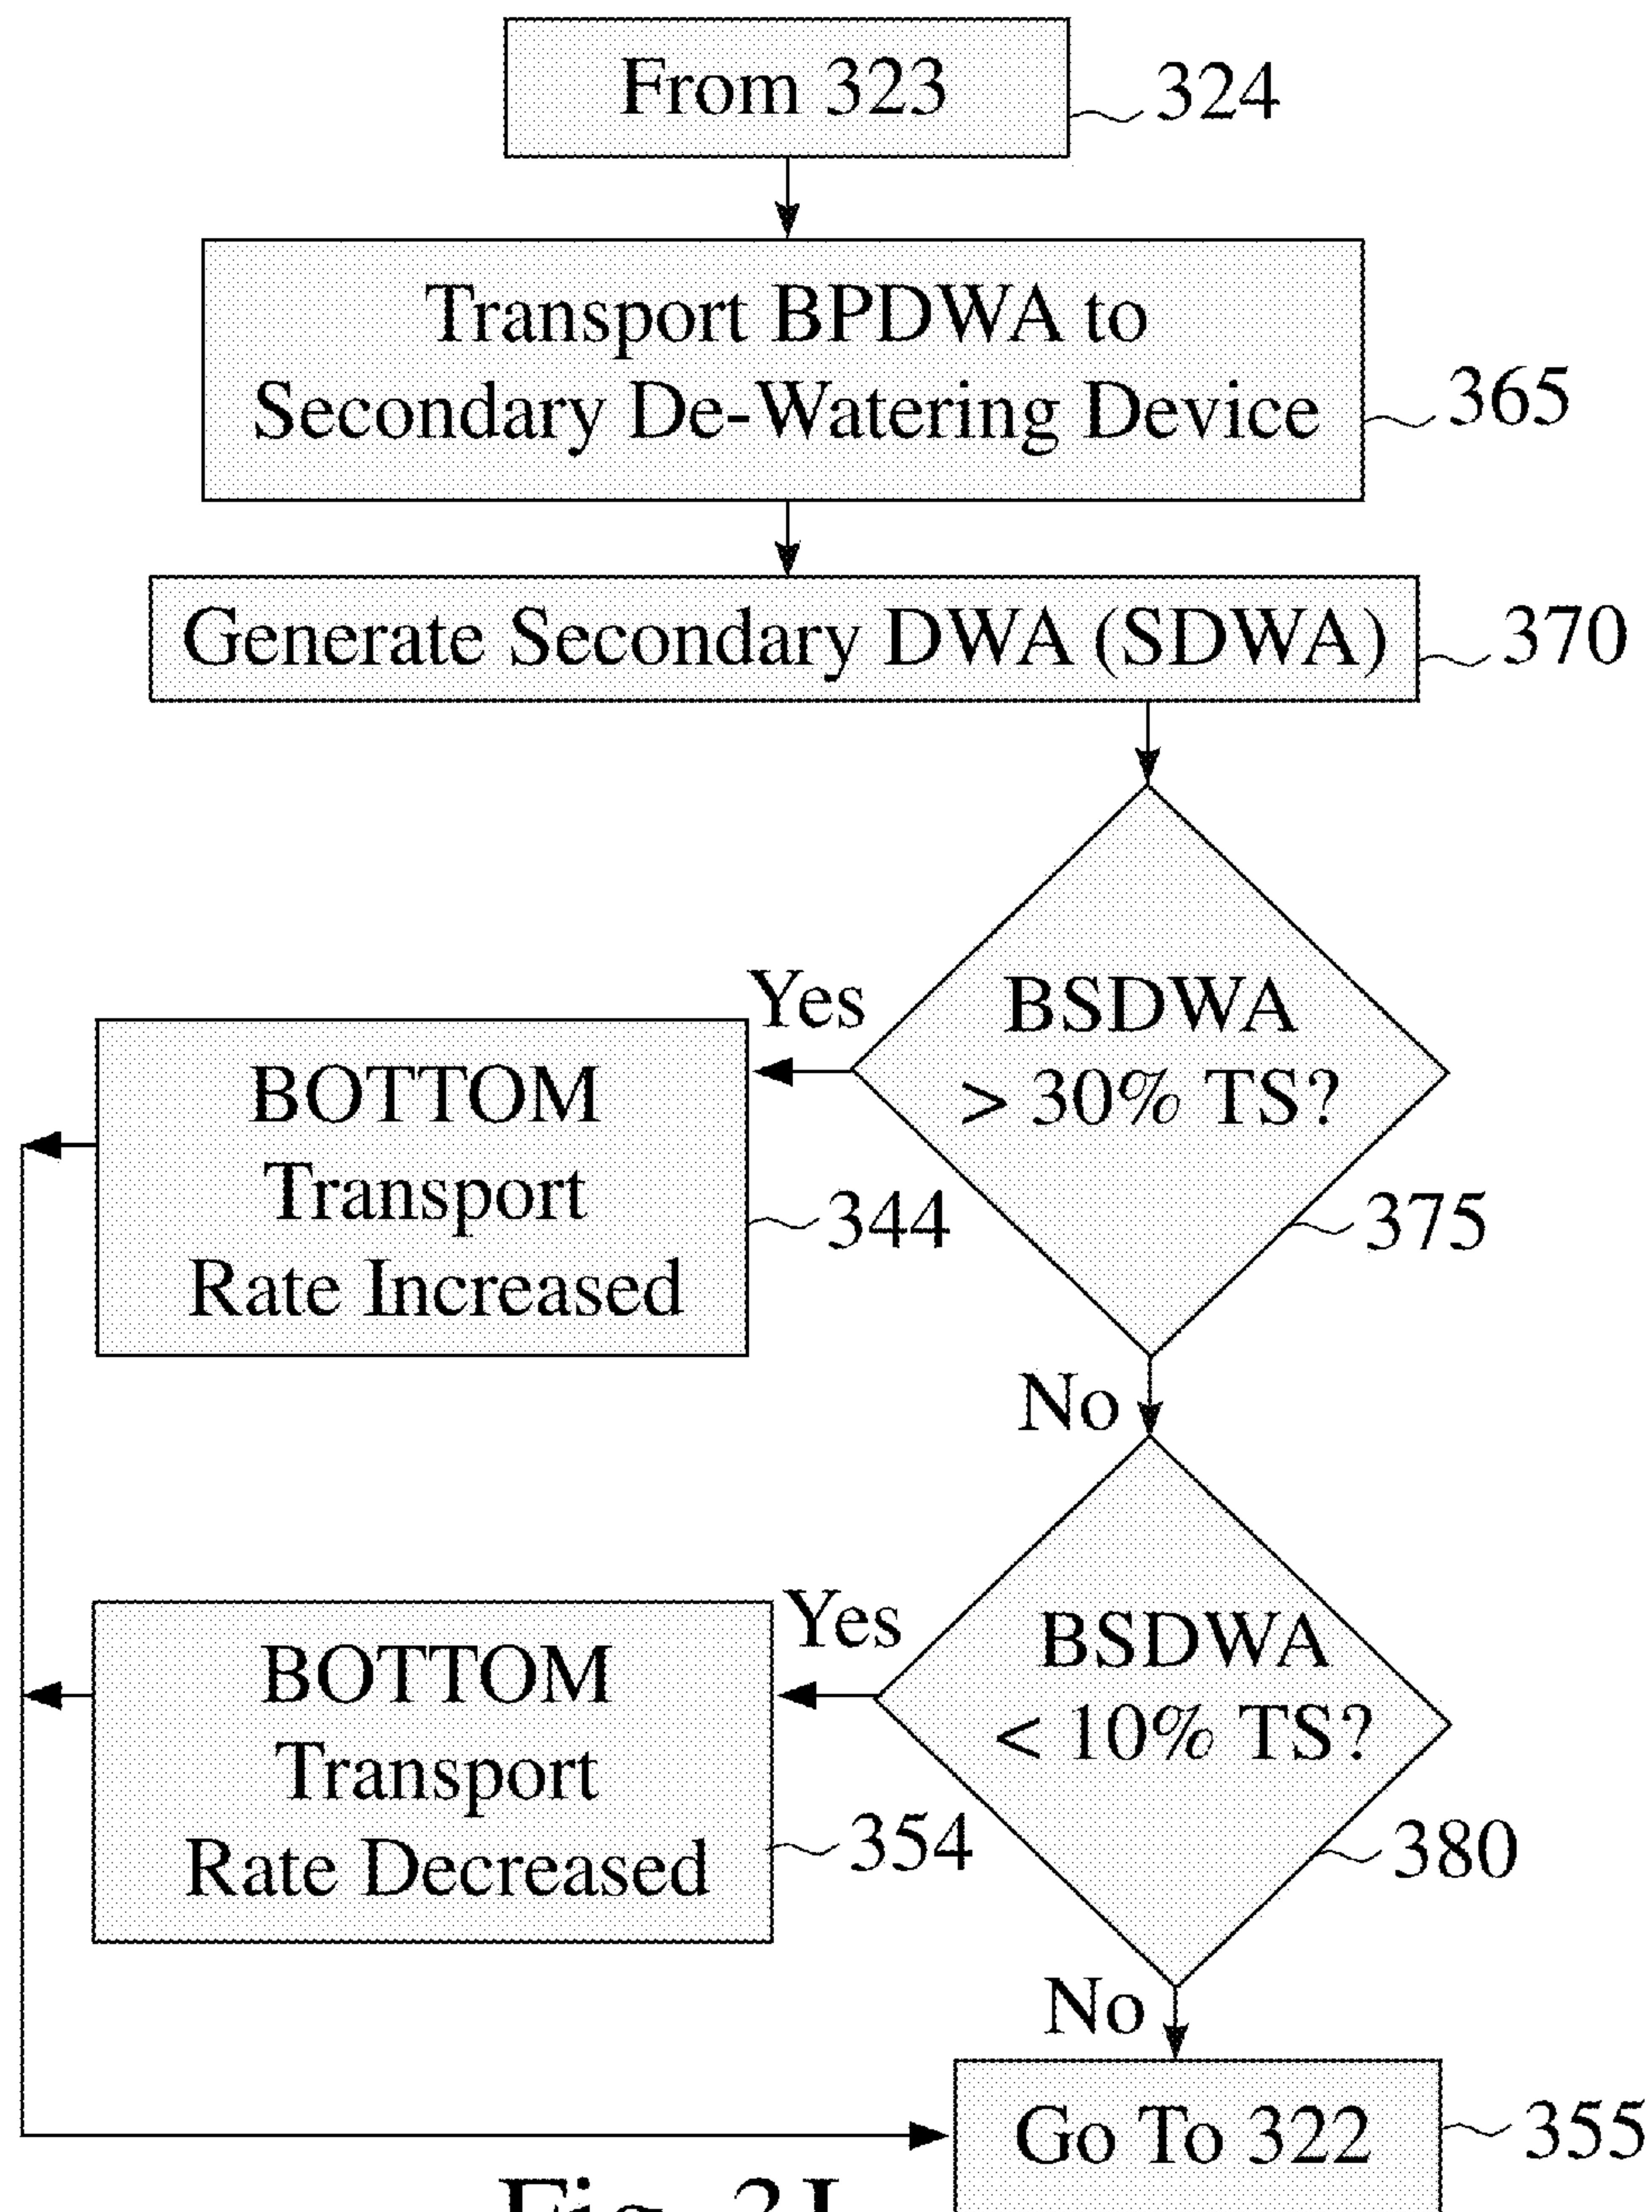 From 323
324
Transport BPDWA to
Secondary De-Watering Device
365
Generate Secondary DWA (SDWA)
370
BSDWA
> 30% TS?
375
Yes
BOTTOM
Transport
Rate Increased
344
No
BSDWA
< 10% TS?
380
Yes
BOTTOM
Transport
Rate Decreased
354
No
Go To 322
355